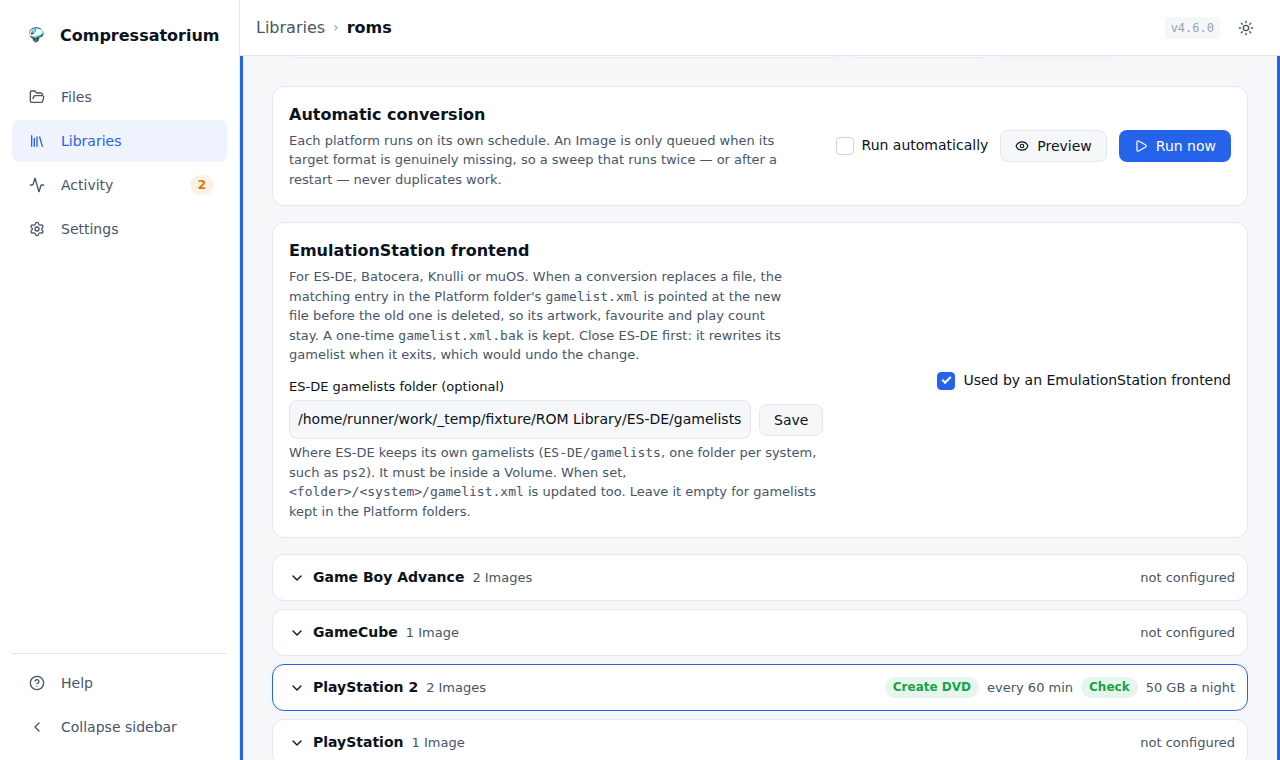 Compressatorium
Libraries › roms
v4.6.0
Files
Libraries
Activity
2
Settings
Help
Collapse sidebar
Automatic conversion
Each platform runs on its own schedule. An Image is only queued when its
target format is genuinely missing, so a sweep that runs twice — or after a
restart — never duplicates work.
Run automatically
Preview
Run now
EmulationStation frontend
For ES-DE, Batocera, Knulli or muOS. When a conversion replaces a file, the
matching entry in the Platform folder's gamelist.xml is pointed at the new
file before the old one is deleted, so its artwork, favourite and play count
stay. A one-time gamelist.xml.bak is kept. Close ES-DE first: it rewrites its
gamelist when it exits, which would undo the change.
ES-DE gamelists folder (optional)
/home/runner/work/_temp/fixture/ROM Library/ES-DE/gamelists
Save
Where ES-DE keeps its own gamelists (ES-DE/gamelists, one folder per system,
such as ps2). It must be inside a Volume. When set,
<folder>/<system>/gamelist.xml is updated too. Leave it empty for gamelists
kept in the Platform folders.
Used by an EmulationStation frontend
Game Boy Advance 2 Images not configured
GameCube 1 Image not configured
PlayStation 2 2 Images Create DVD every 60 min Check 50 GB a night
PlayStation 1 Image not configured